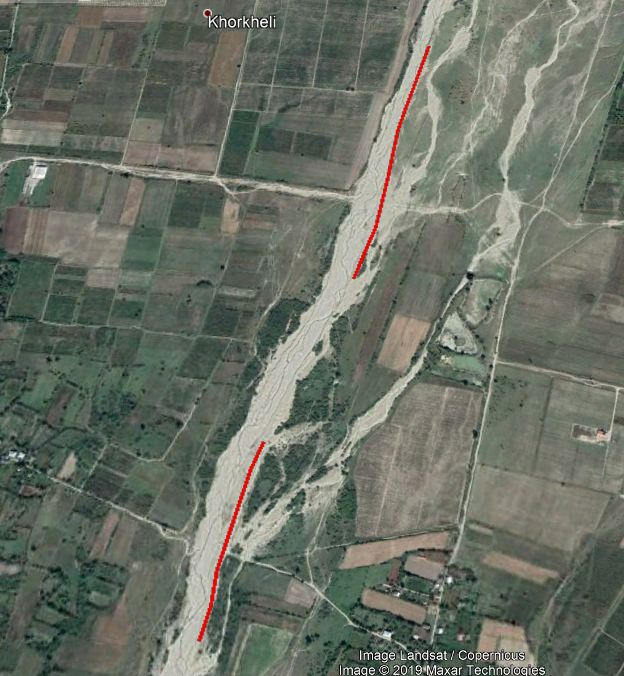 Khorkheli
Image Landsat / Copernicus
Image © 2019 Maxar Technologies